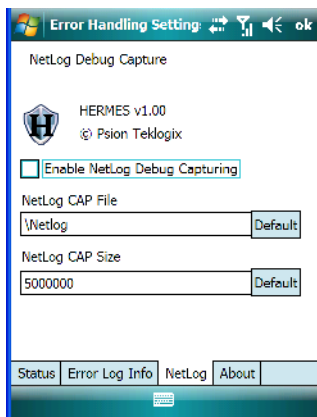 Error Handling Setting: ok
NetLog Debug Capture
H
HERMES v1.00
© Psion Teklogix
Enable NetLog Debug Capturing
NetLog CAP File
\Netlog Default
NetLog CAP Size
5000000 Default
Status Error Log Info NetLog About